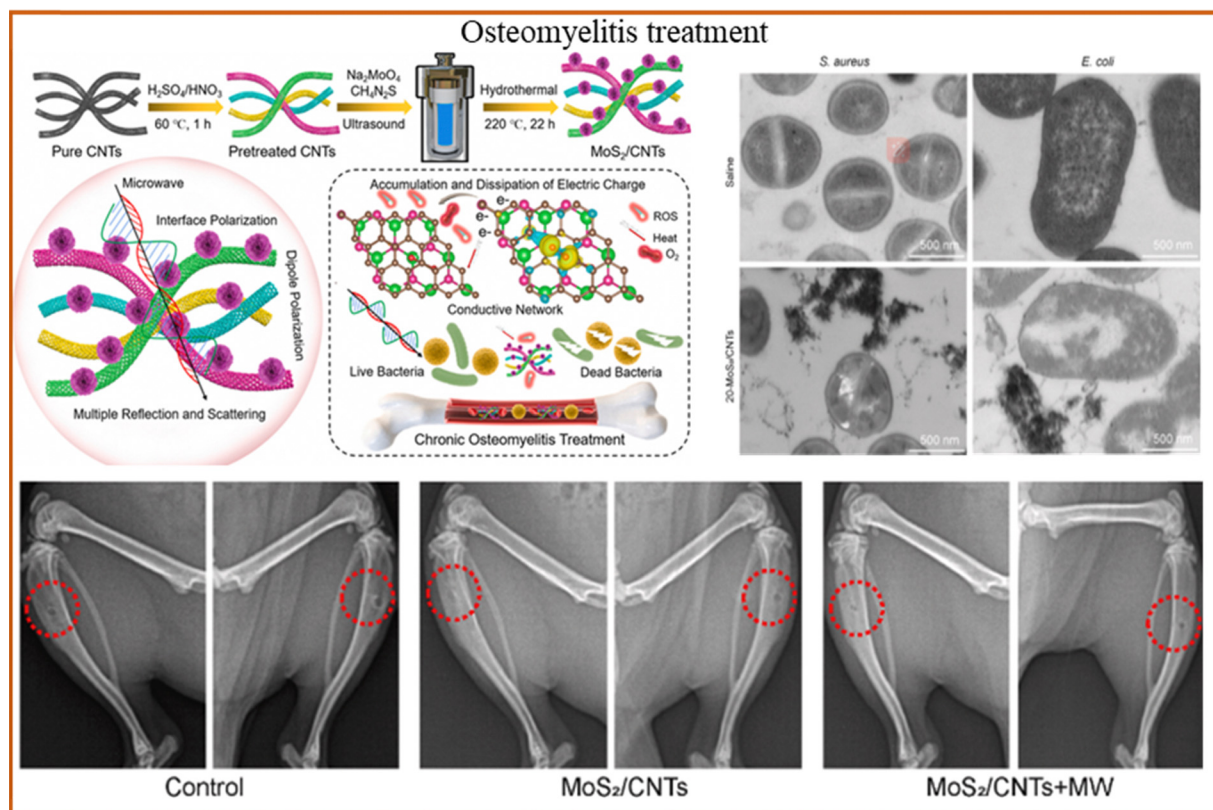 Osteomyelitis treatment
H₂SO₄/HNO₃
60 °C, 1 h
Na₂MoO₄
CH₄N₂S
Ultrasound
Hydrothermal
220 °C, 22 h
Pure CNTs
Pretreated CNTs
MoS₂/CNTs
Microwave
Interface Polarization
Dipole Polarization
Multiple Reflection and Scattering
Accumulation and Dissipation of Electric Charge
e-
e-
e-
ROS
Heat
O₂
Conductive Network
Live Bacteria
Dead Bacteria
Chronic Osteomyelitis Treatment
S. aureus
E. coli
Saline
500 nm
500 nm
20-MoS₂/CNTs
500 nm
500 nm
Control
MoS₂/CNTs
MoS₂/CNTs+MW